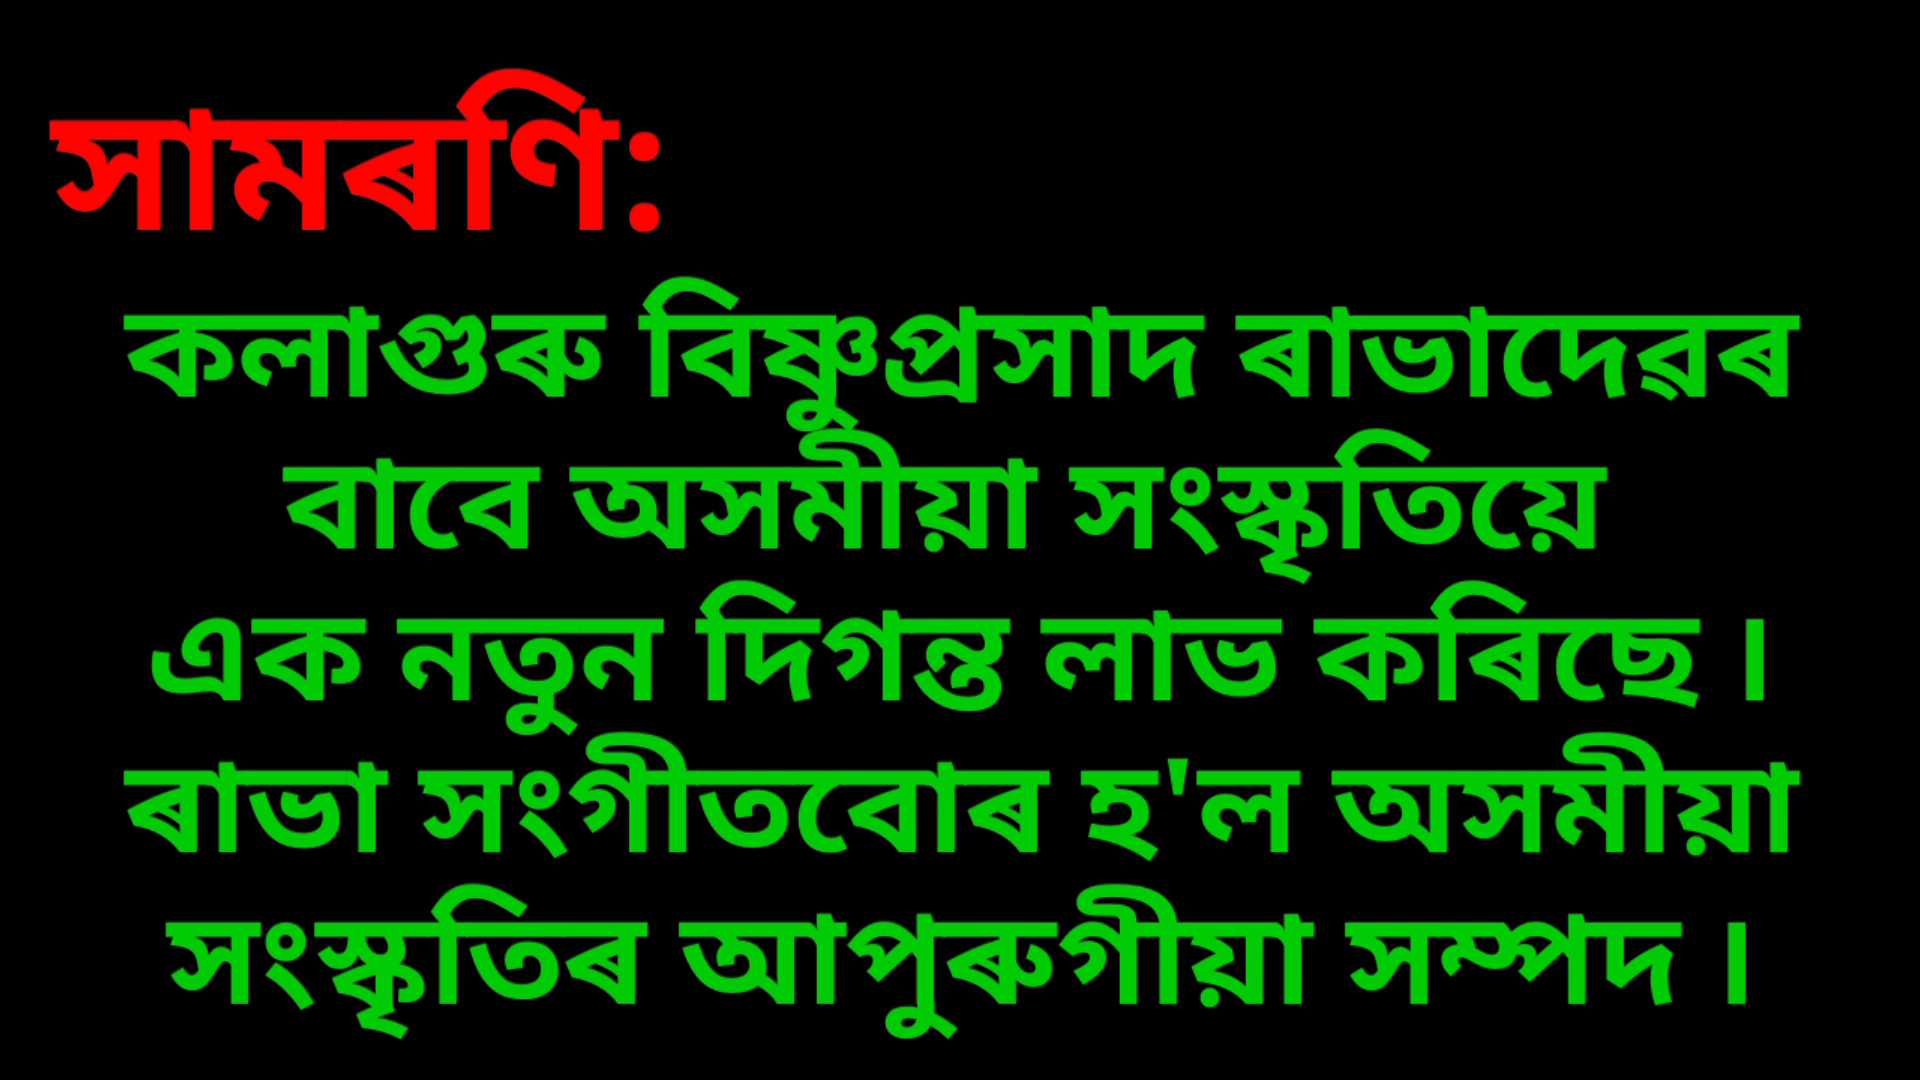 সামৰণি:
কলাগুৰু বিষ্ণুপ্ৰসাদ ৰাভাদেৱৰ
বাবে অসমীয়া সংস্কৃতিয়ে
এক নতুন দিগন্ত লাভ কৰিছে ।
ৰাভা সংগীতবোৰ হ'ল অসমীয়া
সংস্কৃতিৰ আপুৰুগীয়া সম্পদ ।